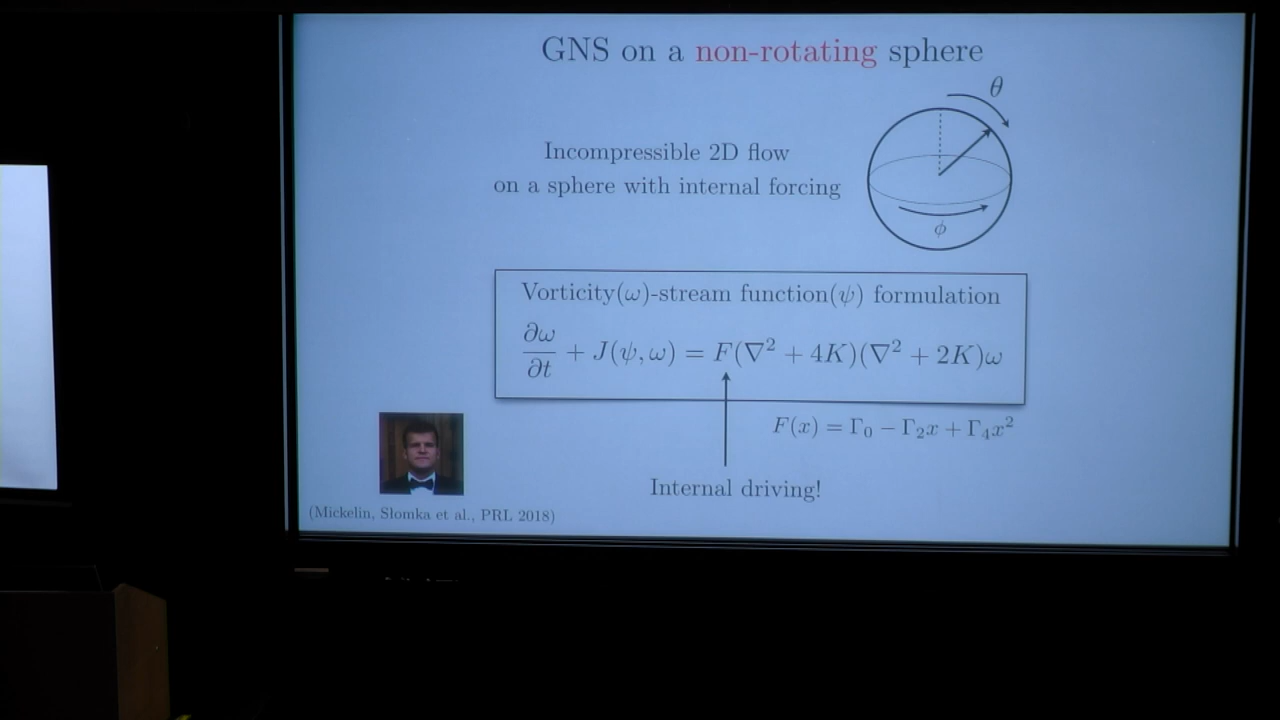 GNS on a non-rotating sphere
θ
Incompressible 2D flow
on a sphere with internal forcing
ϕ
Vorticity(ω)-stream function(ψ) formulation
∂ω/∂t + J(ψ, ω) = F(∇² + 4K)(∇² + 2K)ω
F(x) = Γ₀ − Γ₂x + Γ₄x²
Internal driving!
(Mickelin, Słomka et al., PRL 2018)